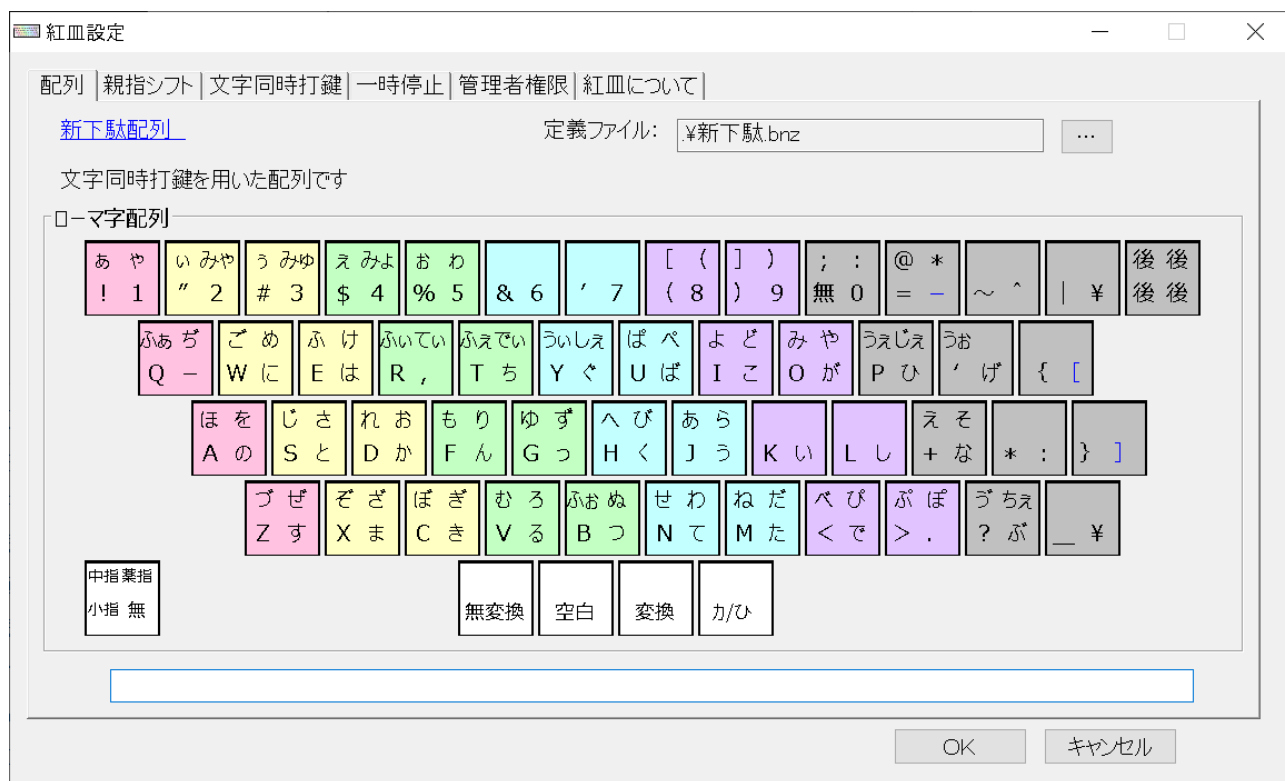 紅皿設定
配列 親指シフト 文字同時打鍵 一時停止 管理者権限 紅皿について
新下駄配列 定義ファイル: .¥新下駄.bnz ...
文字同時打鍵を用いた配列です
ローマ字配列
あ や い みや ぅ みゆ ぇ みよ お わ [ ( ] ) ; : @ * 後 後
! 1 ” 2 # 3 $ 4 % 5 & 6 ’ 7 ( 8 ) 9 無 0 = − ～ ^ | ¥ 後 後
ふぁ ぢ ご め ふ け ふぃ てぃ ふぇ でぃ うぃ しぇ ぱ ぺ よ ど み や うぇ じぇ うぉ
Q － W に E は R , T ち Y ぐ U ば I こ O が P ひ ‘ げ { [
ほ を じ さ れ お も り ゆ ず へ び あ ら え そ
A の S と D か F ん G っ H く J う K い L し + な * : } ]
づ ぜ ぞ ざ ぼ ぎ む ろ ふぉ ぬ せ わ ね だ べ ぴ ぷ ぽ ゔ ちぇ
Z す X ま C き V る B つ N て M た < で > . ? ぶ _ ¥
中指 薬指
小指 無 無変換 空白 変換 カ/ひ
OK キャンセル